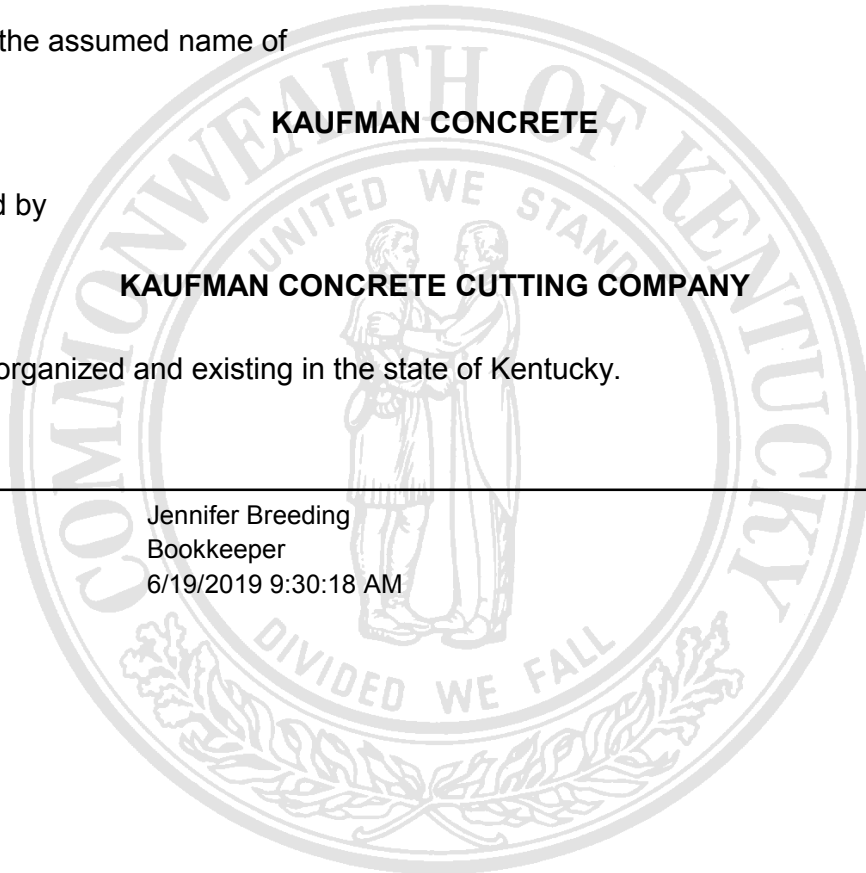 the assumed name of
KAUFMAN CONCRETE
d by
KAUFMAN CONCRETE CUTTING COMPANY
organized and existing in the state of Kentucky.
Jennifer Breeding
Bookkeeper
6/19/2019 9:30:18 AM
COMMONWEALTH OF KENTUCKY
UNITED WE STAND
DIVIDED WE FALL